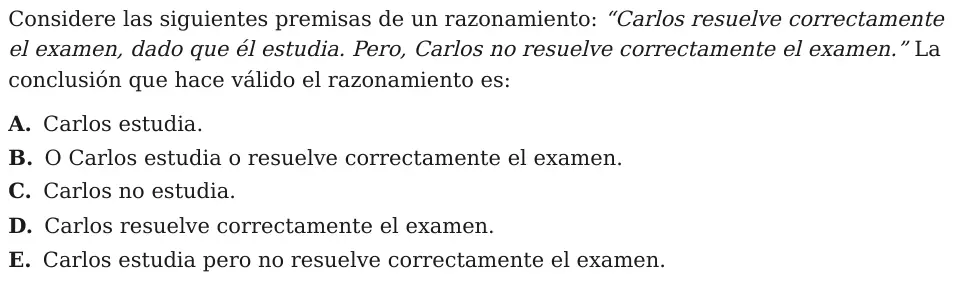 Considere las siguientes premisas de un razonamiento: “Carlos resuelve correctamente
el examen, dado que él estudia. Pero, Carlos no resuelve correctamente el examen.” La
conclusión que hace válido el razonamiento es:
A. Carlos estudia.
B. O Carlos estudia o resuelve correctamente el examen.
C. Carlos no estudia.
D. Carlos resuelve correctamente el examen.
E. Carlos estudia pero no resuelve correctamente el examen.